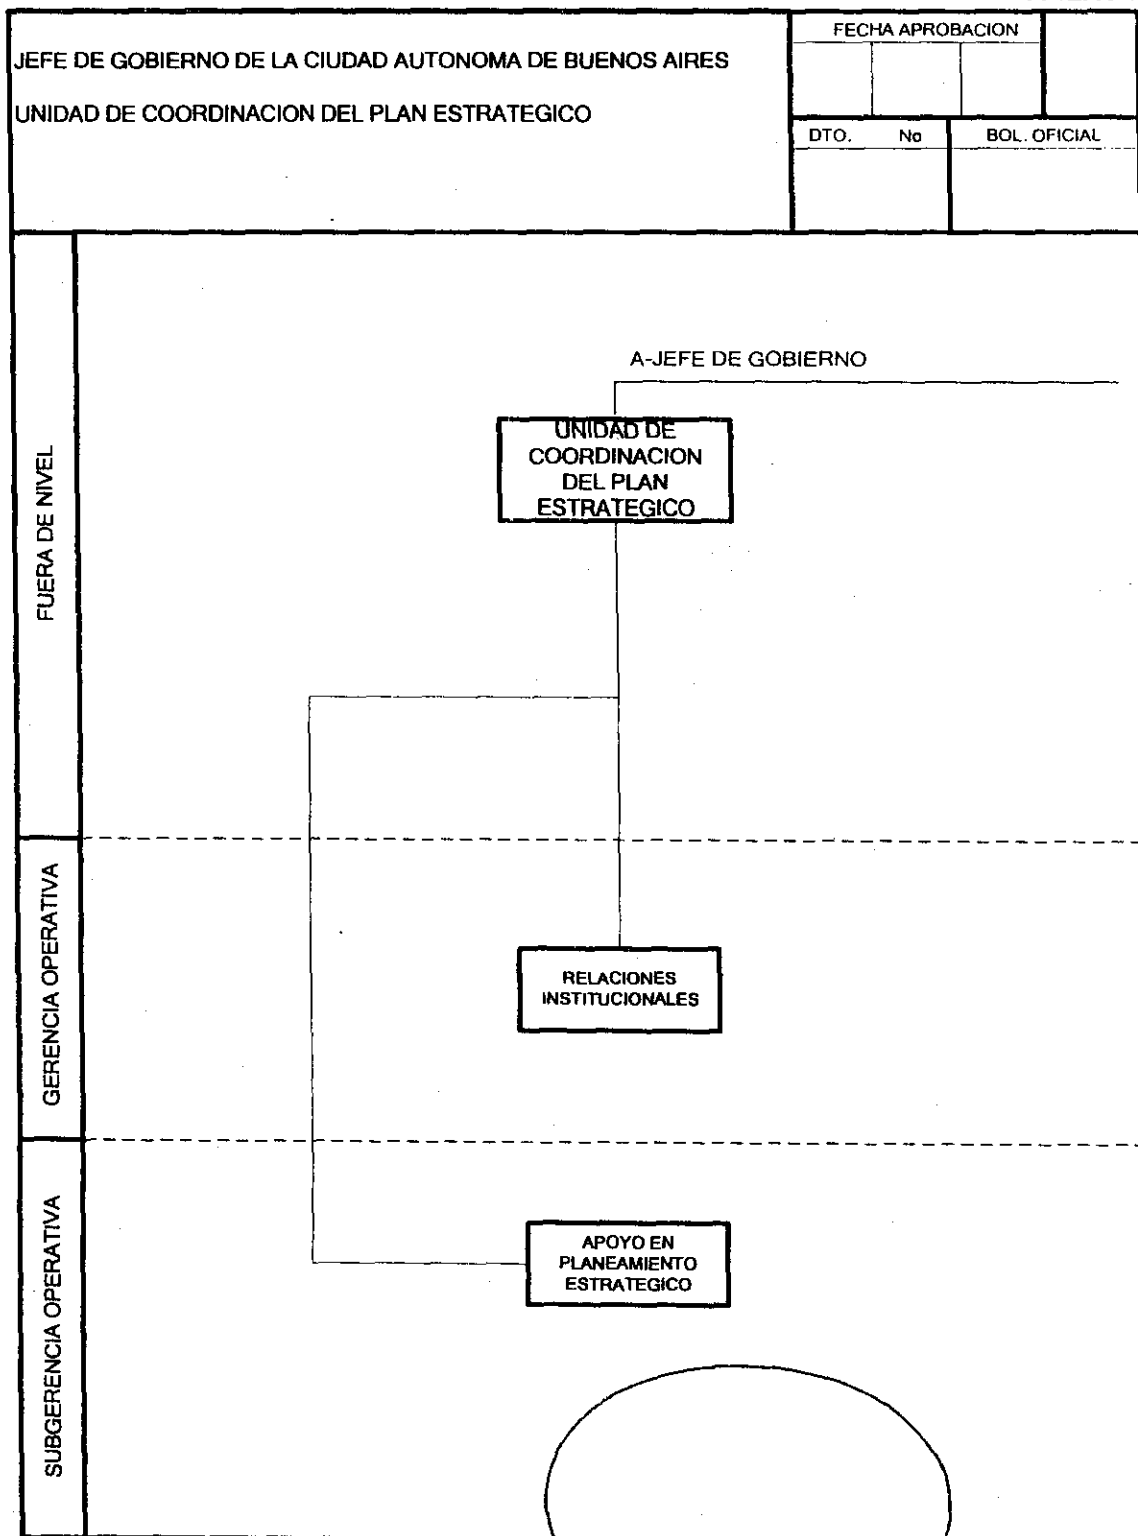 JEFE DE GOBIERNO DE LA CIUDAD AUTONOMA DE BUENOS AIRES
UNIDAD DE COORDINACION DEL PLAN ESTRATEGICO
FECHA APROBACION
DTO. No BOL. OFICIAL
FUERA DE NIVEL
A-JEFE DE GOBIERNO
UNIDAD DE
COORDINACION
DEL PLAN
ESTRATEGICO
GERENCIA OPERATIVA
RELACIONES
INSTITUCIONALES
SUBGERENCIA OPERATIVA
APOYO EN
PLANEAMIENTO
ESTRATEGICO